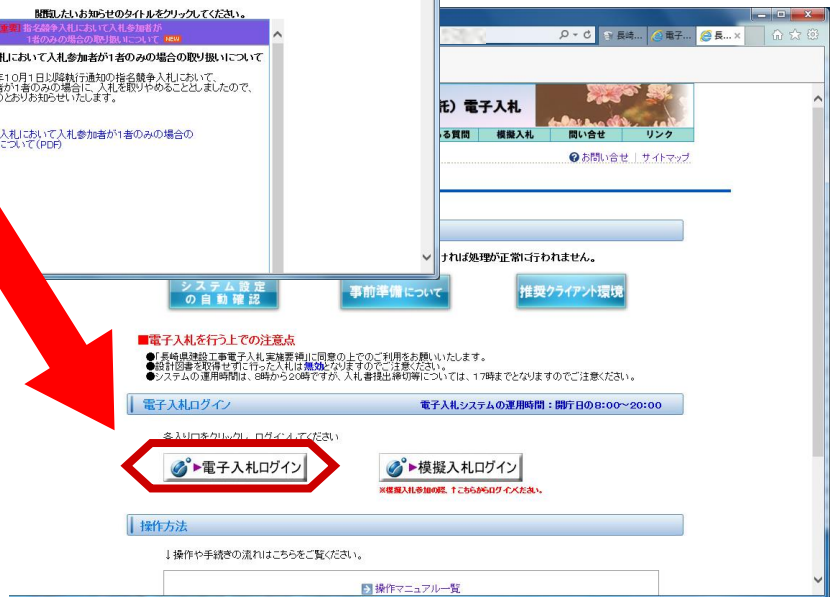 閲覧したいお知らせのタイトルをクリックしてください。
【重要】指名競争入札において入札参加者が
1者のみの場合の取り扱いについて NEW
札において入札参加者が1者のみの場合の取り扱いについて
年10月1日以降執行通知の指名競争入札において、
者が1者のみの場合に、入札を取りやめることとしましたので、
のとおりお知らせいたします。
入札において入札参加者が1者のみの場合の
について(PDF)
長崎... 電子... 長... ×
託) 電子入札
る質問 模擬入札 問い合せ リンク
お問い合せ | サイトマップ
ければ処理が正常に行われません。
システム設定
の自動確認
事前準備について
推奨クライアント環境
■電子入札を行う上での注意点
●「長崎県建設工事電子入札実施要領」に同意の上でのご利用をお願いいたします。
●設計図書を取得せずに行った入札は無効となりますのでご注意ください。
●システムの運用時間は、8時から20時ですが、入札書提出締切等については、17時までとなりますのでご注意ください。
電子入札ログイン 電子入札システムの運用時間:開庁日の8:00~20:00
各入り口をクリックし、ログインしてください
▶電子入札ログイン ▶模擬入札ログイン
※模擬入札参加の際、↑こちらからログインください。
操作方法
↓操作や手続きの流れはこちらをご覧ください。
操作マニュアル一覧